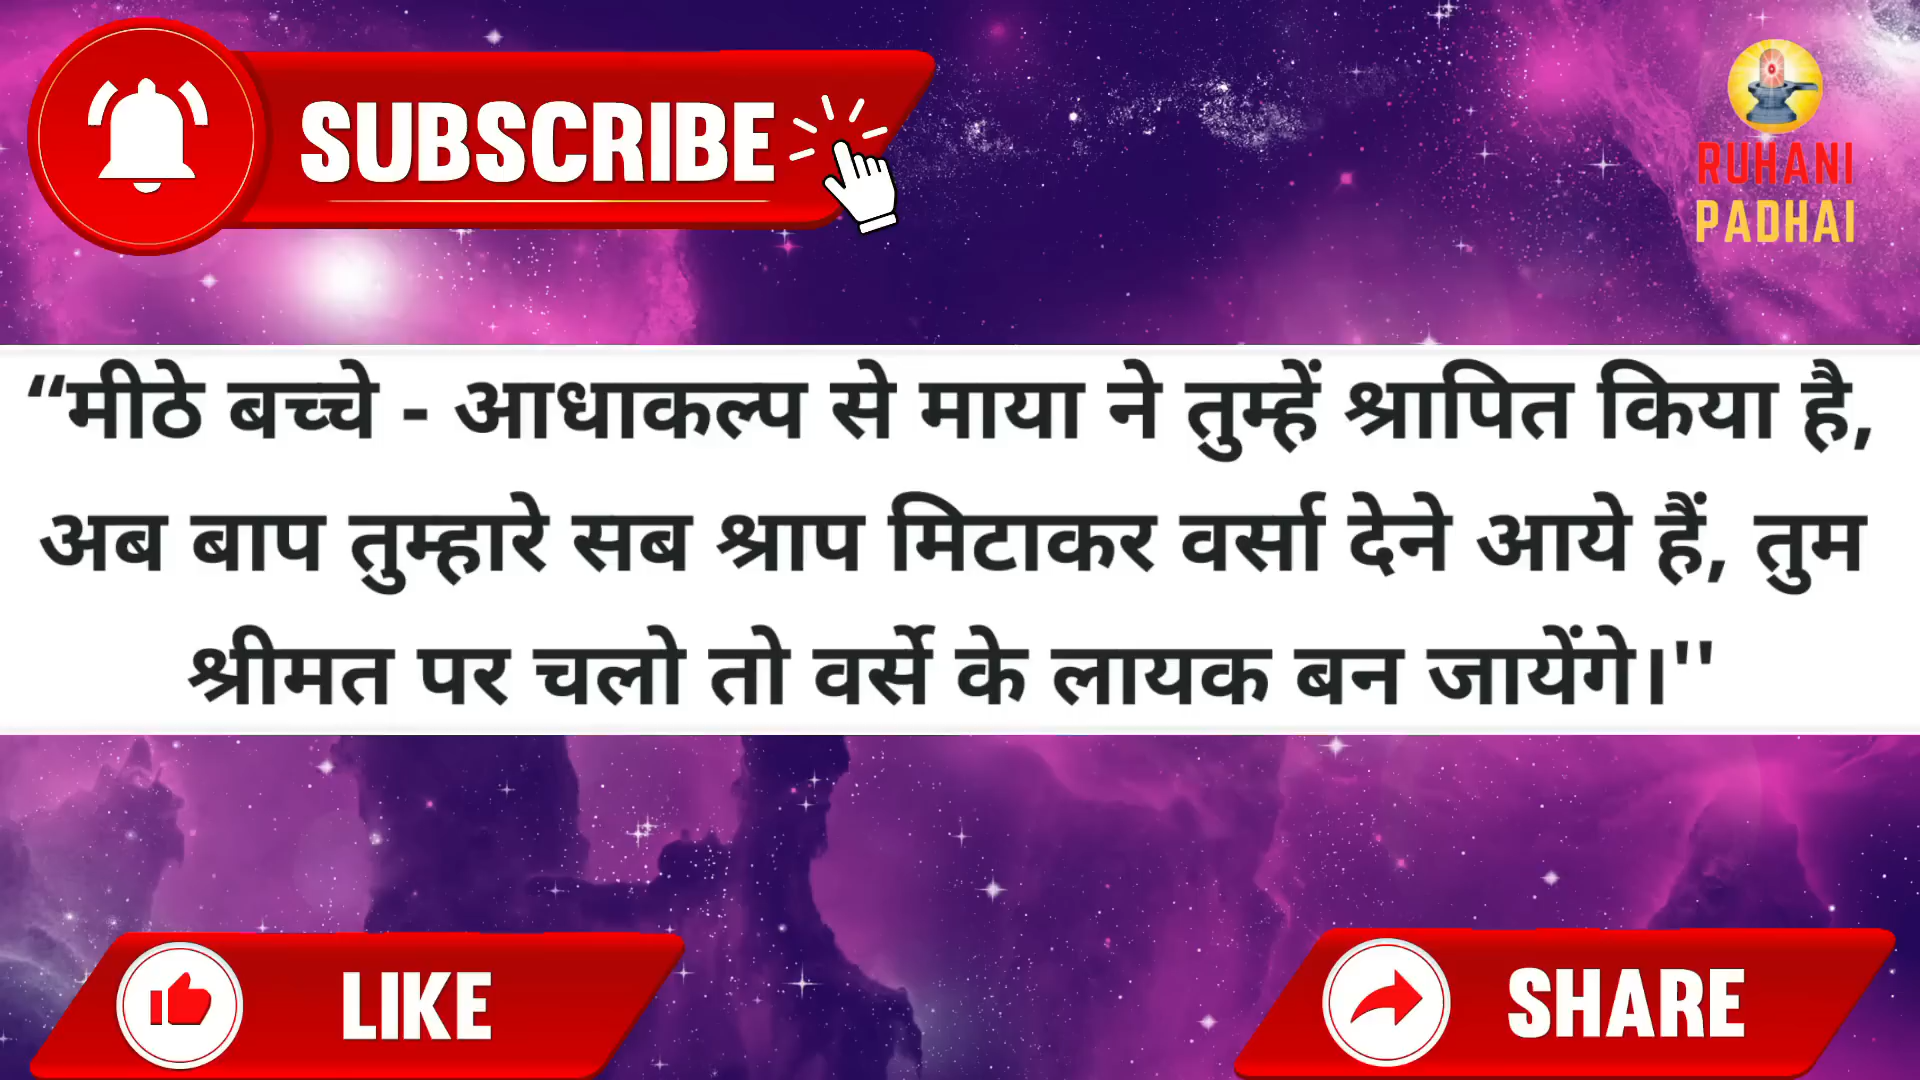 SUBSCRIBE
RUHANI
PADHAI
“मीठे बच्चे - आधाकल्प से माया ने तुम्हें श्रापित किया है,
अब बाप तुम्हारे सब श्राप मिटाकर वर्सा देने आये हैं, तुम
श्रीमत पर चलो तो वर्से के लायक बन जायेंगे।''
LIKE
SHARE